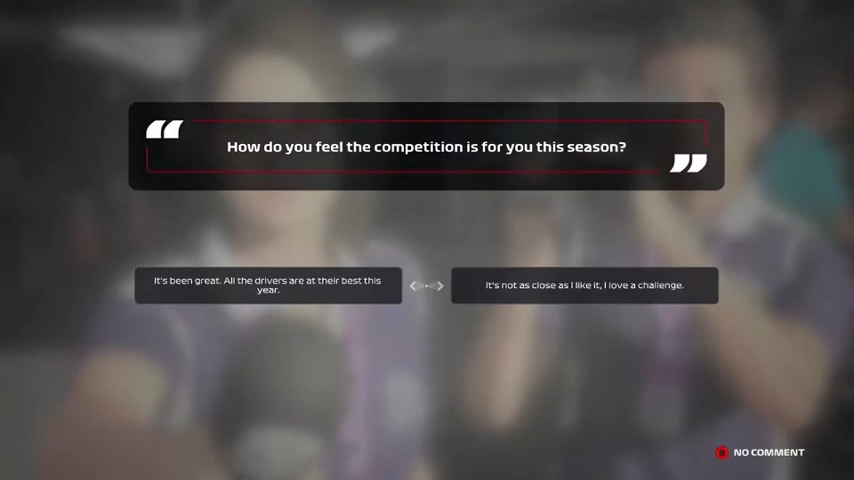 How do you feel the competition is for you this season?
It's been great. All the drivers are at their best this
year.
It's not as close as I like it, I love a challenge.
NO COMMENT